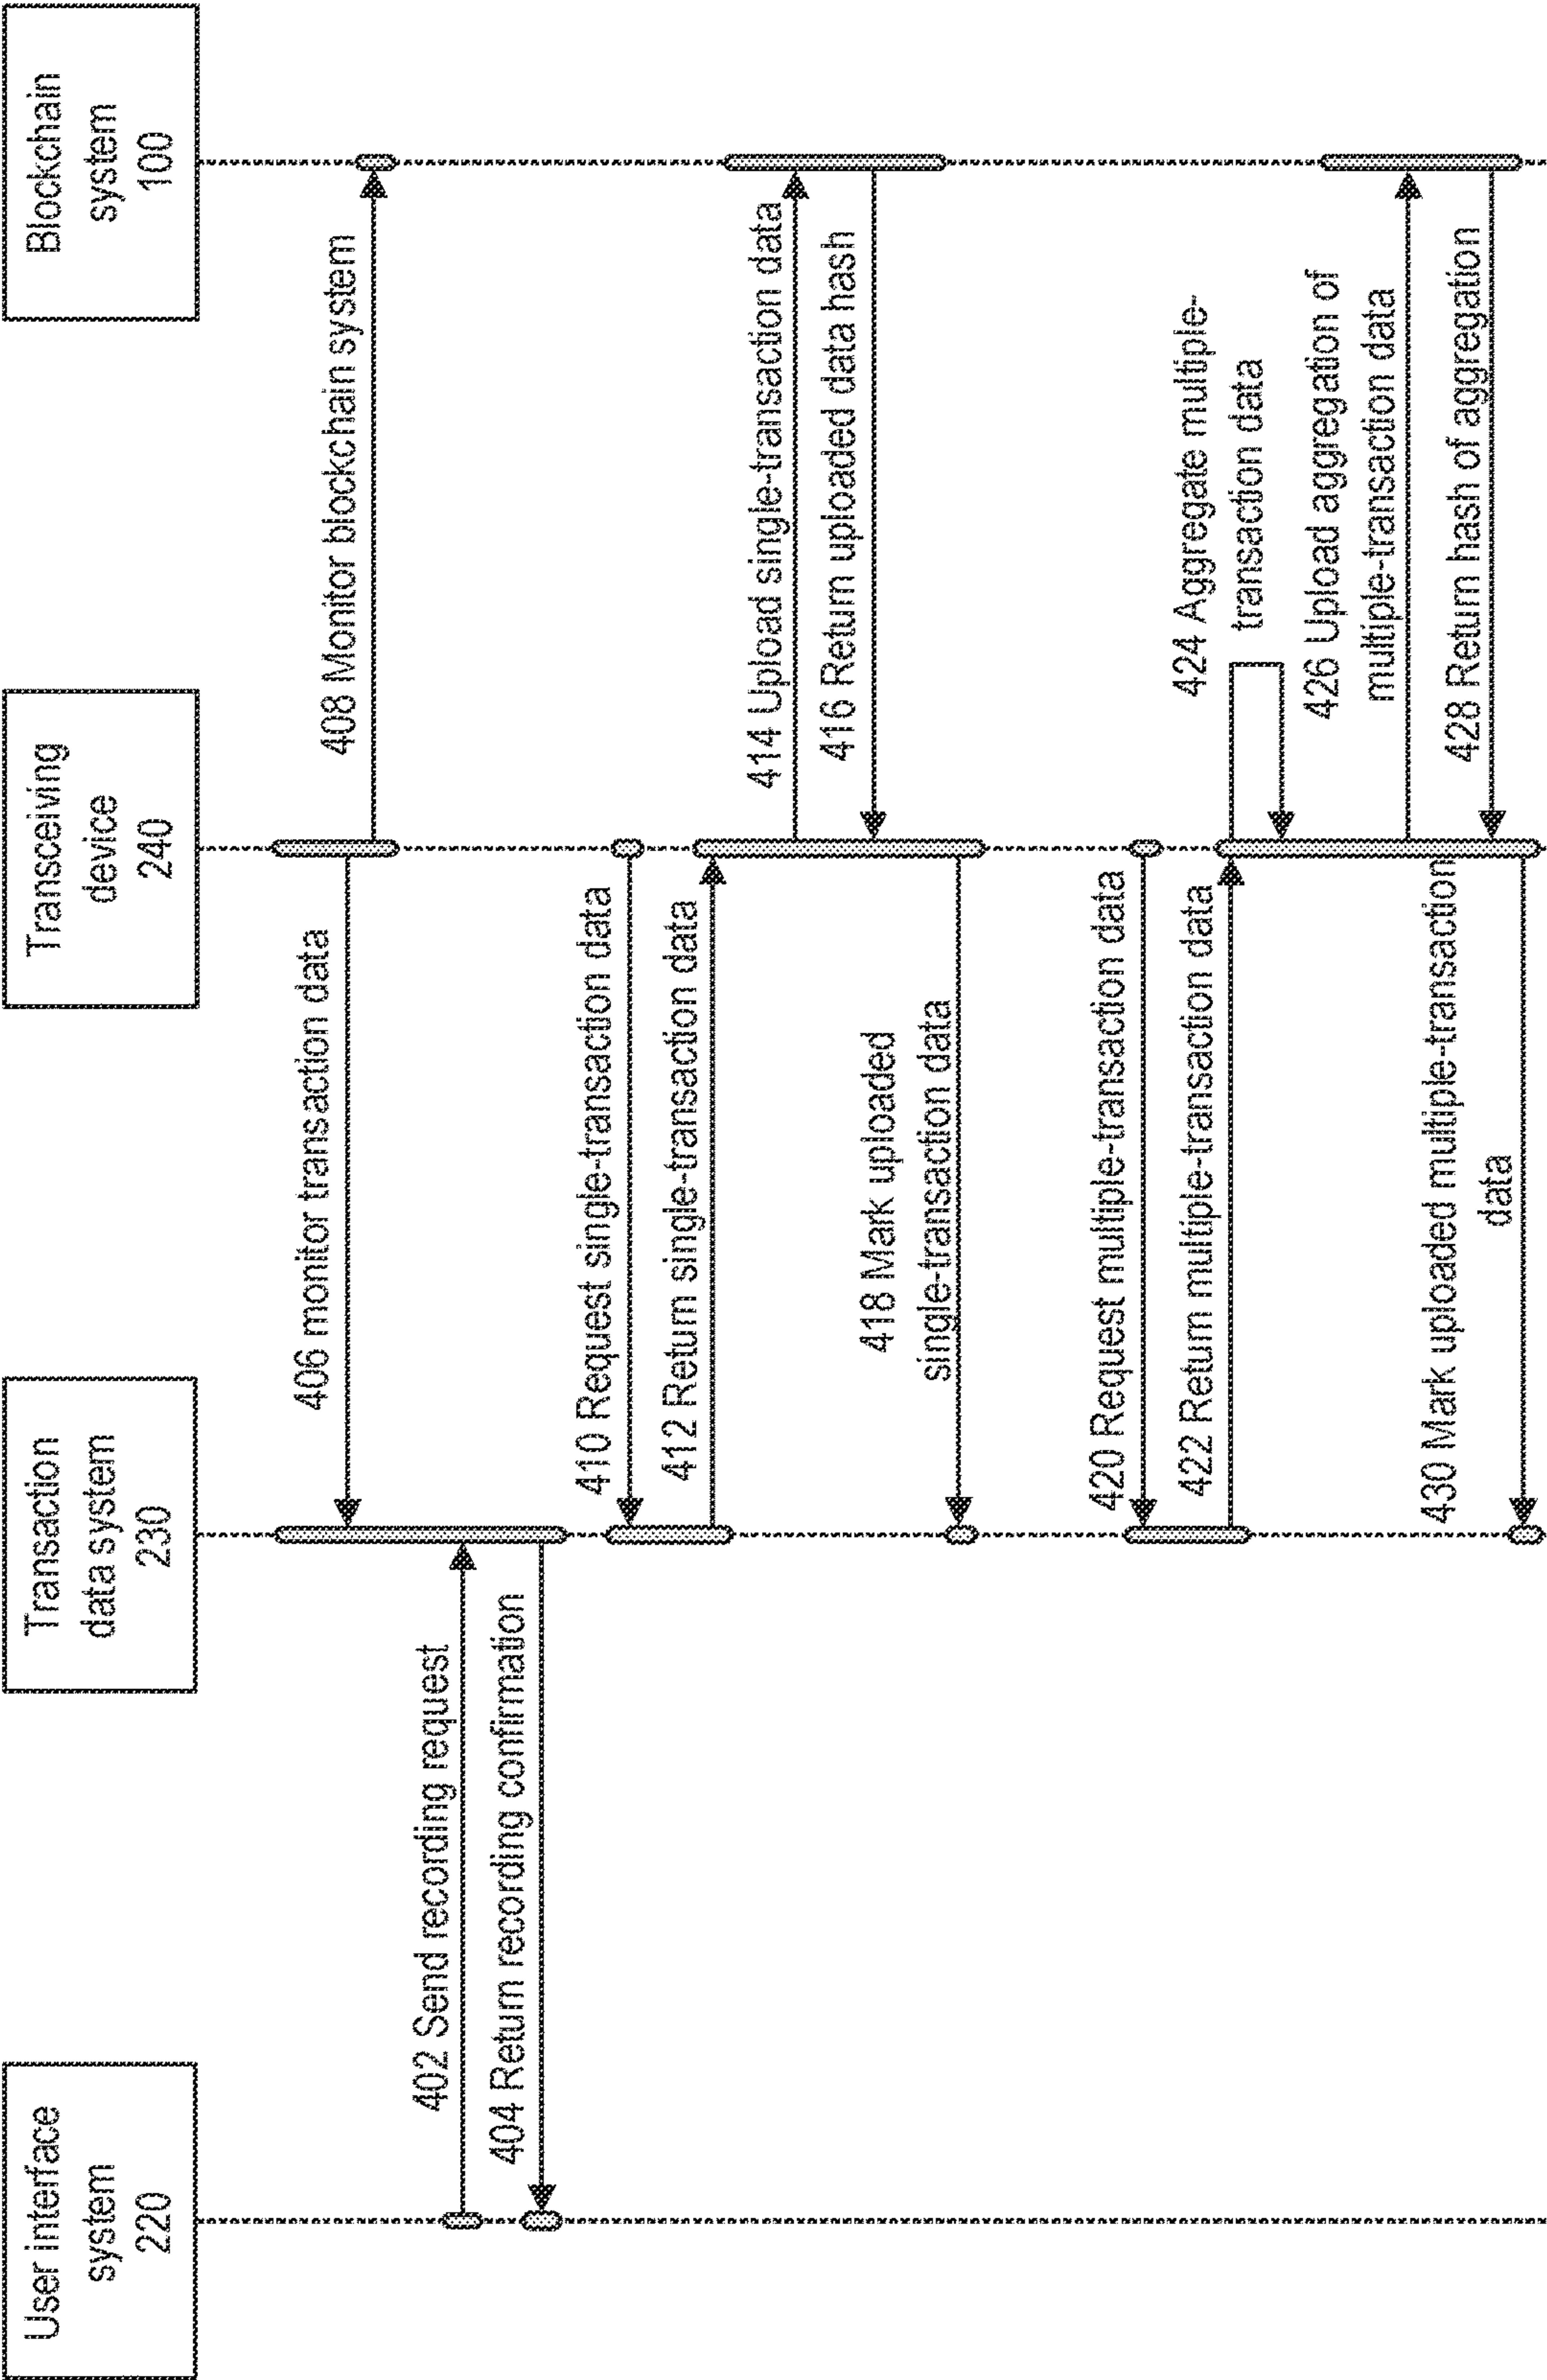 User interface
system
220
Transaction
data system
230
Transceiving
device
240
Blockchain
system
100
406 monitor transaction data
408 Monitor blockchain system
402 Send recording request
404 Return recording confirmation
410 Request single-transaction data
412 Return single-transaction data
414 Upload single-transaction data
416 Return uploaded data hash
418 Mark uploaded
single-transaction data
420 Request multiple-transaction data
422 Return multiple-transaction data
424 Aggregate multiple-
transaction data
426 Upload aggregation of
multiple-transaction data
428 Return hash of aggregation
430 Mark uploaded multiple-transaction
data